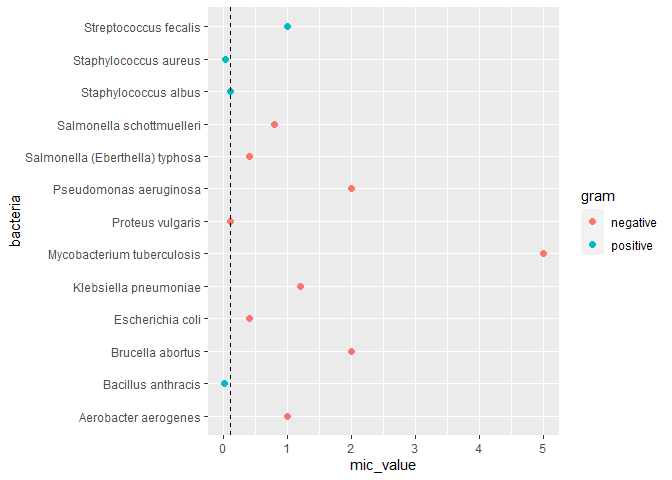 Streptococcus fecalis
Staphylococcus aureus
Staphylococcus albus
Salmonella schottmuelleri
Salmonella (Eberthella) typhosa
Pseudomonas aeruginosa
Proteus vulgaris
Mycobacterium tuberculosis
Klebsiella pneumoniae
Escherichia coli
Brucella abortus
Bacillus anthracis
Aerobacter aerogenes
bacteria
0 1 2 3 4 5
mic_value
gram
negative
positive